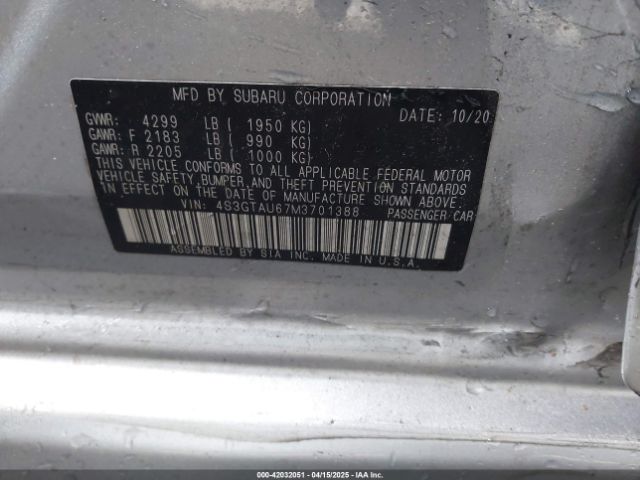 MFD BY SUBARU CORPORATION
DATE: 10/20
GVWR: 4299 LB ( 1950 KG)
GAWR: F 2183 LB ( 990 KG)
GAWR: R 2205 LB ( 1000 KG)
THIS VEHICLE CONFORMS TO ALL APPLICABLE FEDERAL MOTOR
VEHICLE SAFETY,BUMPER,AND THEFT PREVENTION STANDARDS
IN EFFECT ON THE DATE OF MANUFACTURE SHOWN ABOVE.
VIN: 4S3GTAU67M3701388 PASSENGER CAR
ASSEMBLED BY SIA INC. MADE IN U.S.A.
000-42032051 - 04/15/2025 - IAA Inc.